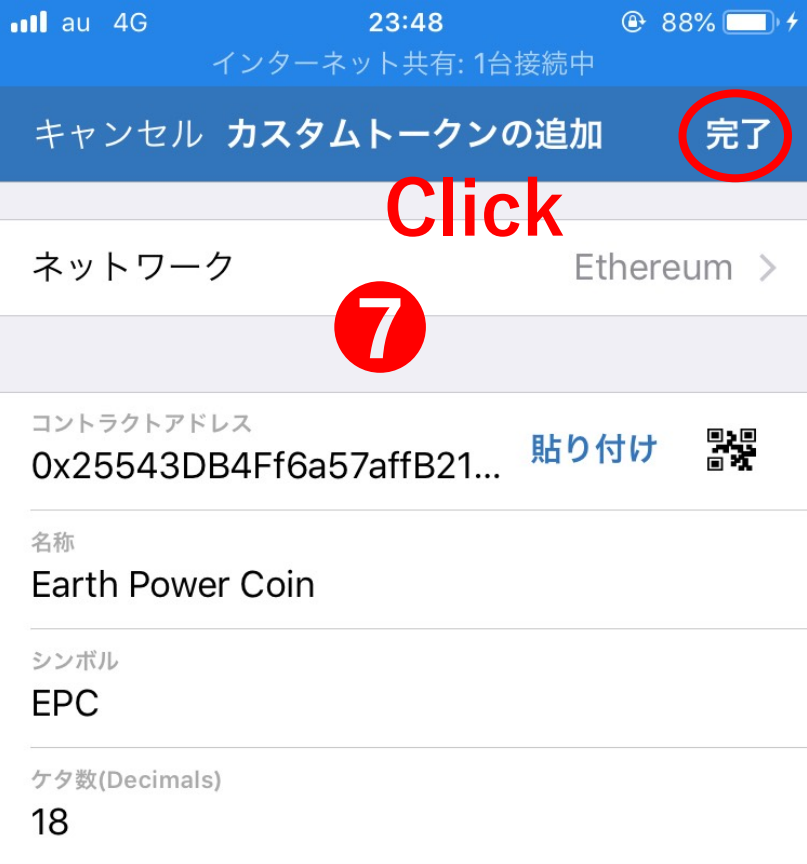 au 4G 23:48 88%
インターネット共有: 1台接続中
キャンセル カスタムトークンの追加 完了
Click
ネットワーク Ethereum
7
コントラクトアドレス
0x25543DB4Ff6a57affB21... 貼り付け
名称
Earth Power Coin
シンボル
EPC
ケタ数(Decimals)
18